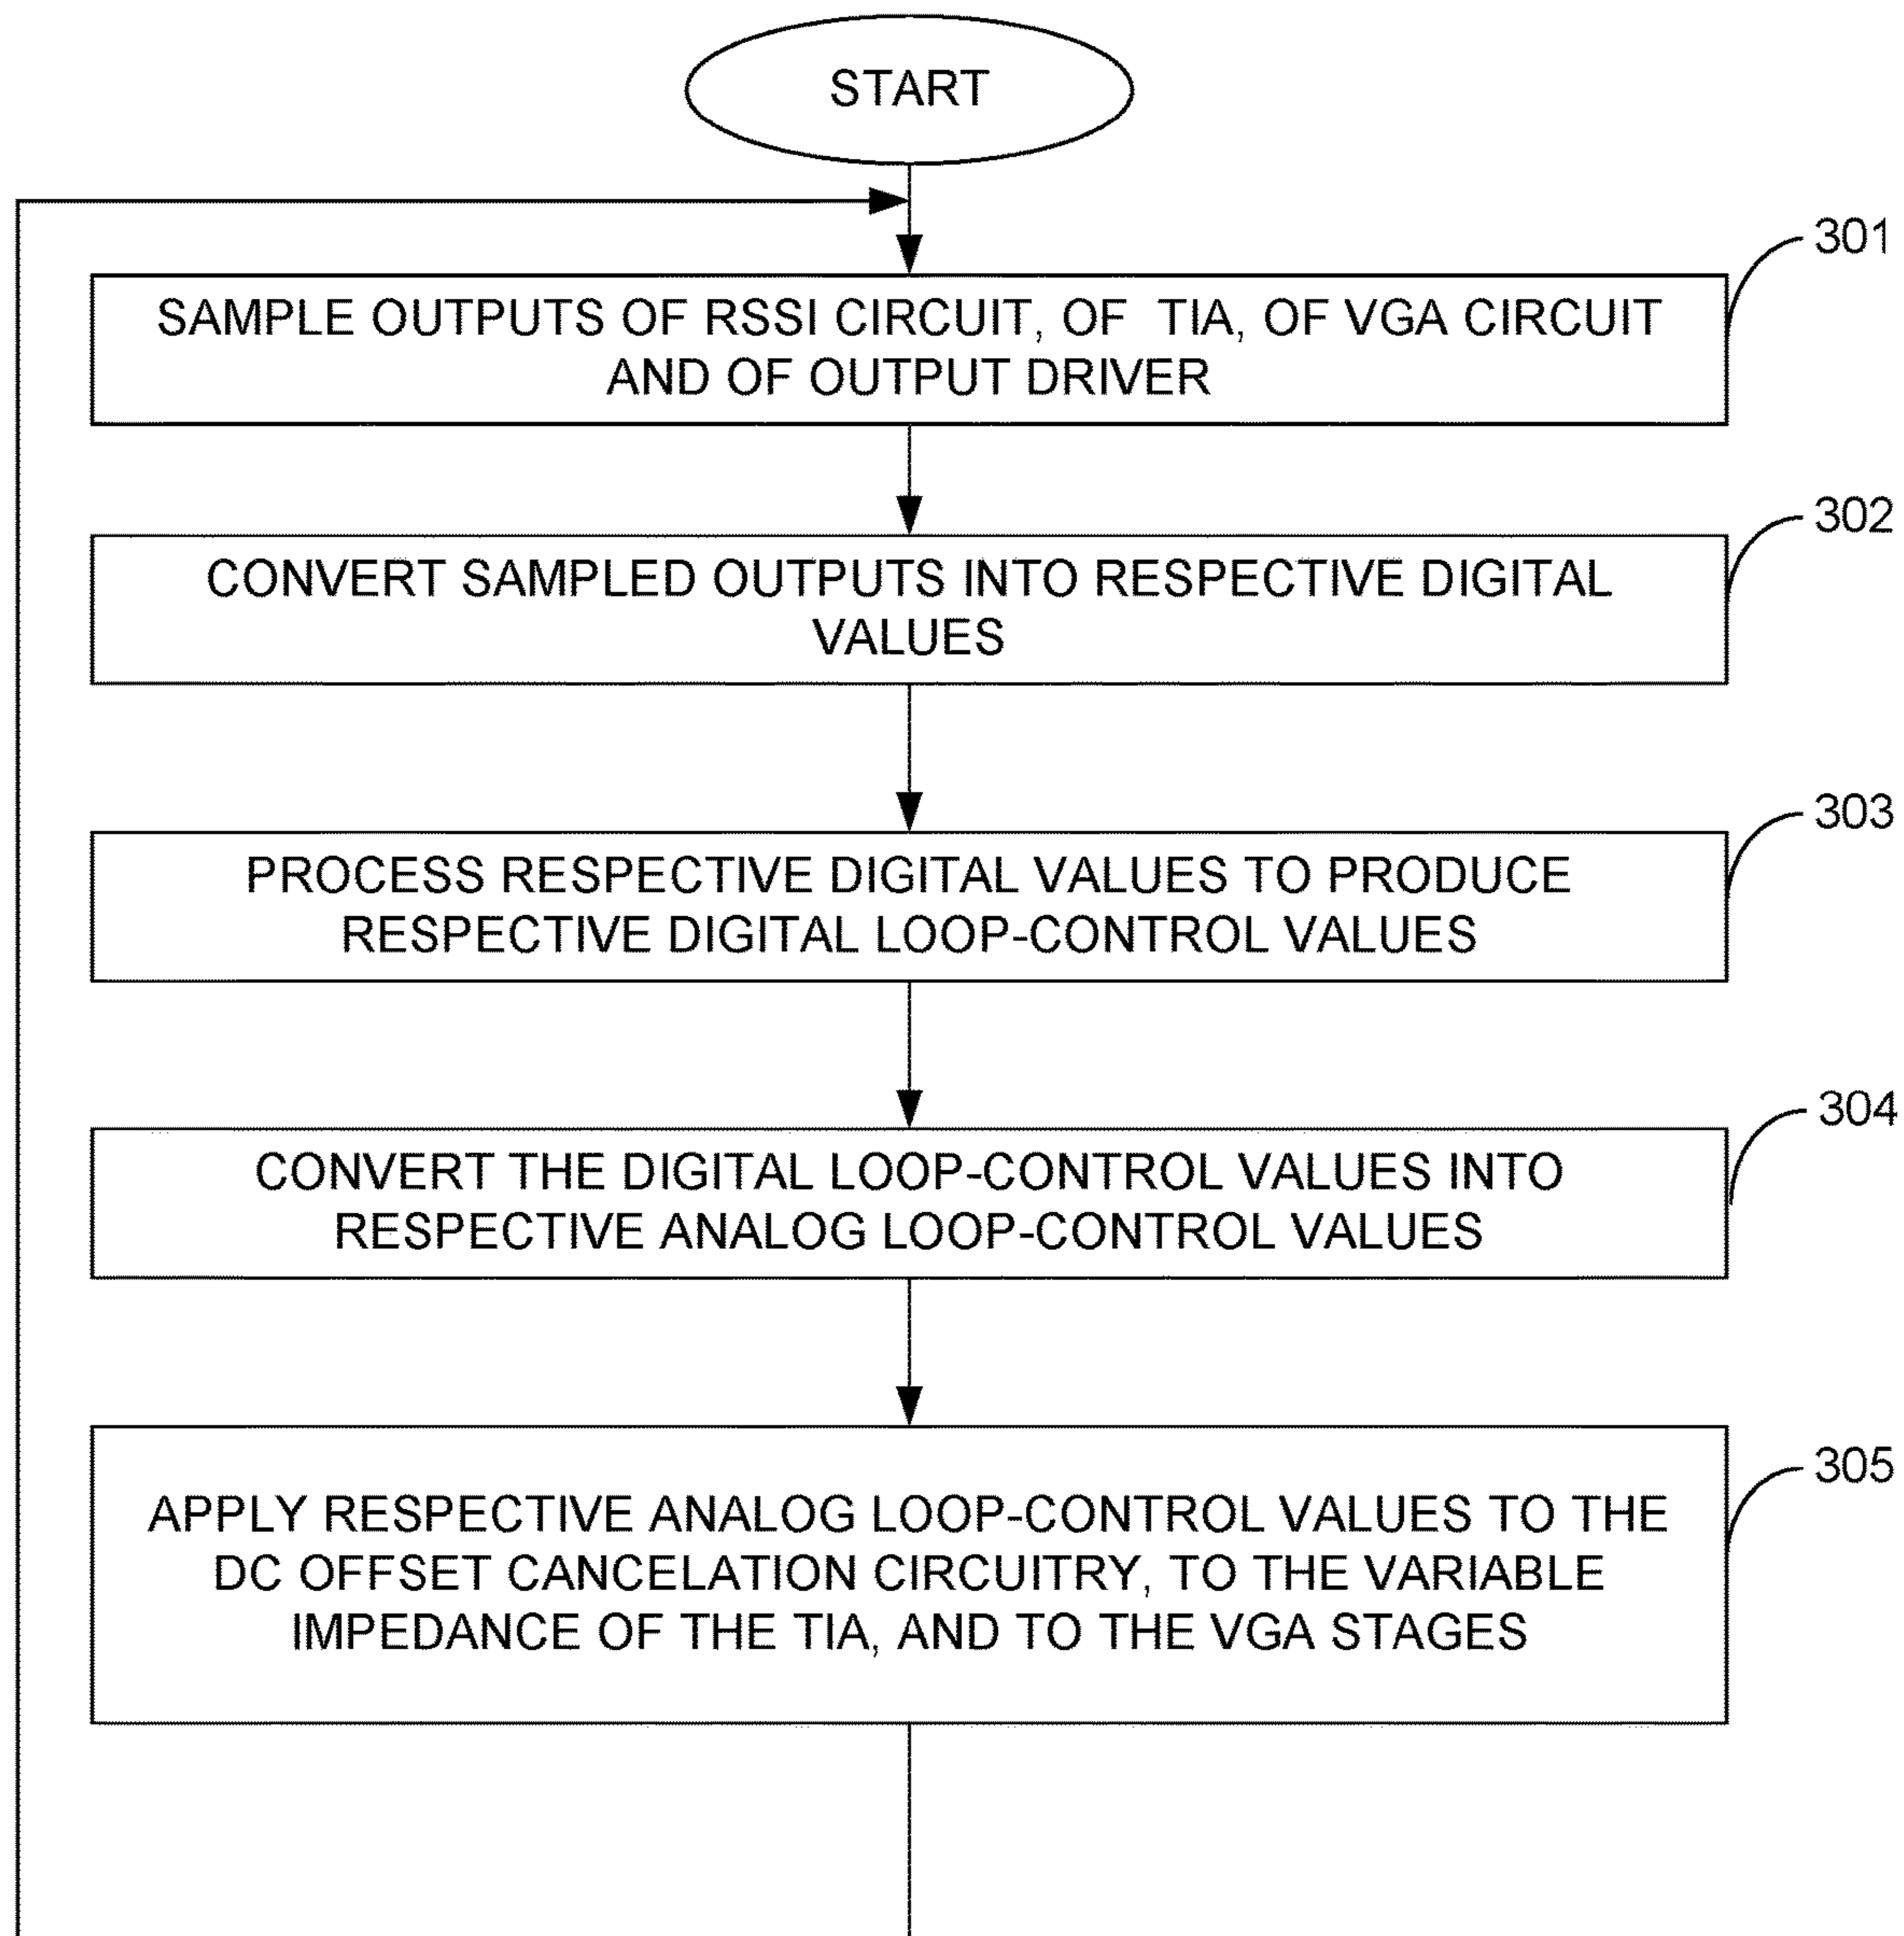 START
301
SAMPLE OUTPUTS OF RSSI CIRCUIT, OF TIA, OF VGA CIRCUIT
AND OF OUTPUT DRIVER
302
CONVERT SAMPLED OUTPUTS INTO RESPECTIVE DIGITAL
VALUES
303
PROCESS RESPECTIVE DIGITAL VALUES TO PRODUCE
RESPECTIVE DIGITAL LOOP-CONTROL VALUES
304
CONVERT THE DIGITAL LOOP-CONTROL VALUES INTO
RESPECTIVE ANALOG LOOP-CONTROL VALUES
305
APPLY RESPECTIVE ANALOG LOOP-CONTROL VALUES TO THE
DC OFFSET CANCELATION CIRCUITRY, TO THE VARIABLE
IMPEDANCE OF THE TIA, AND TO THE VGA STAGES